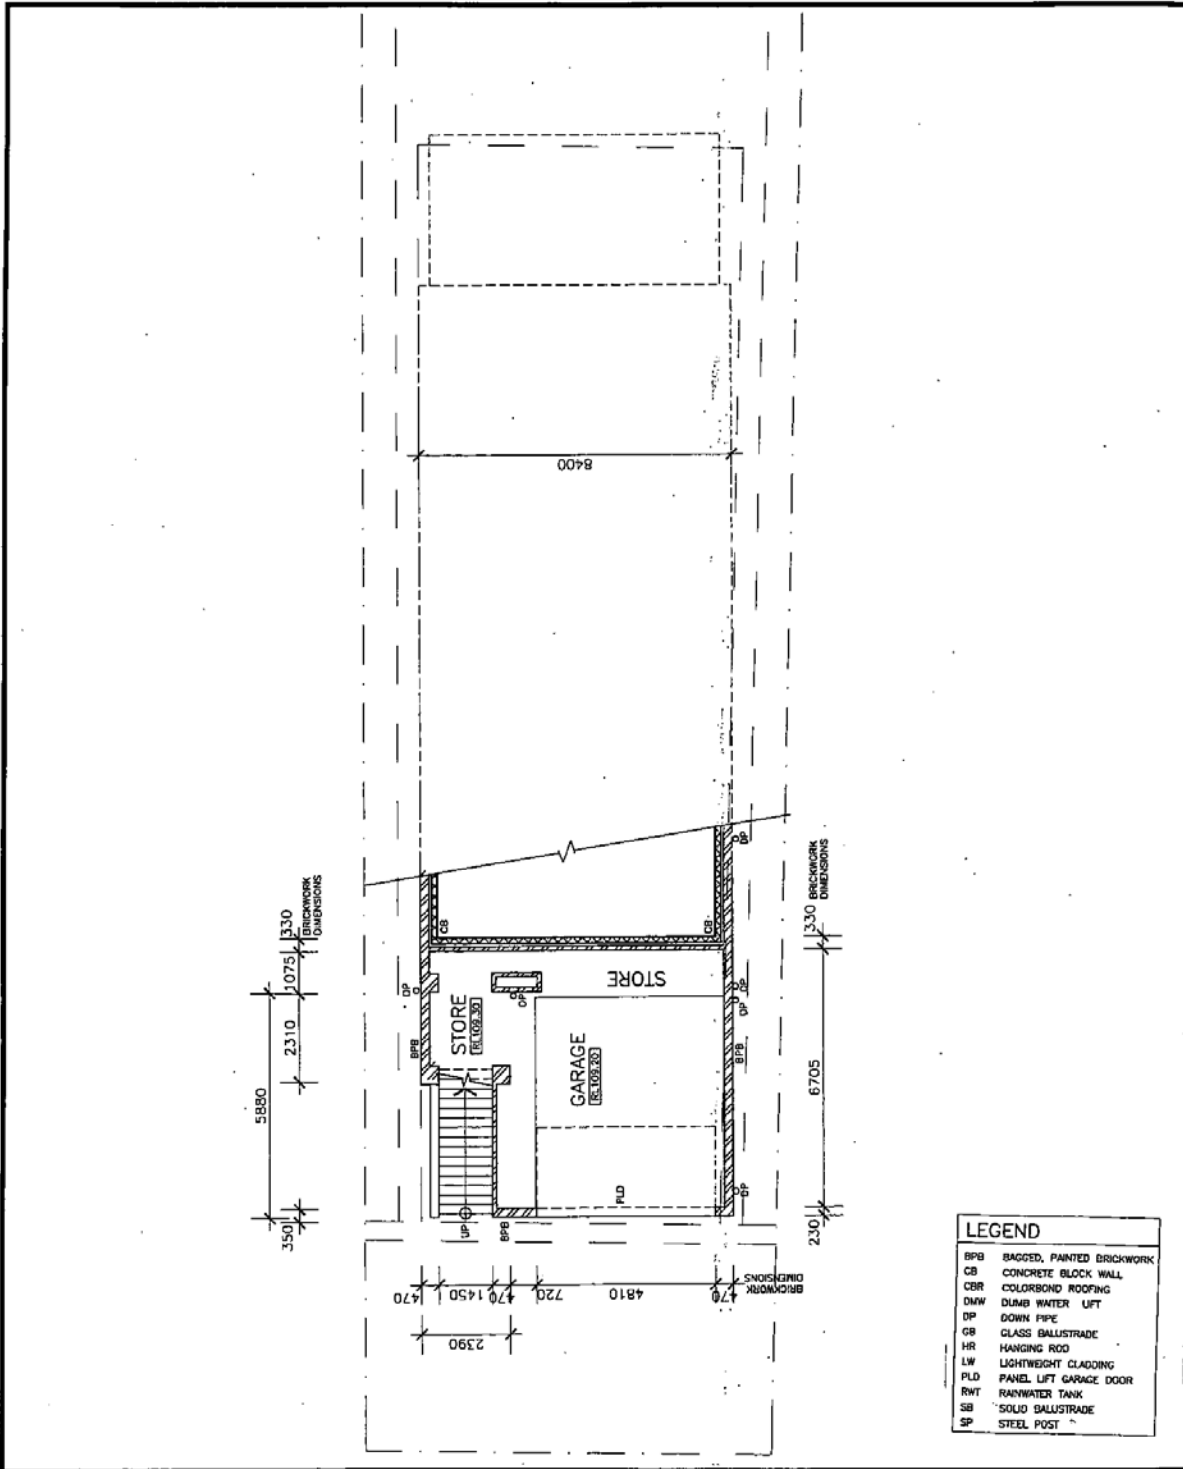 8400
DP
330
BRICKWORK
DIMENSIONS
330
BRICKWORK
DIMENSIONS
CB
CB
1075
STORE
DP
DP
DP
DP
STORE
RL109.30
2310
BPB
BPB
GARAGE
RL109.20
6705
5880
PLD
DP
350
UP
BPB
230
470
1450
470
720
4810
470
BRICKWORK
DIMENSIONS
2390
LEGEND
BPB BAGGED, PAINTED BRICKWORK
CB CONCRETE BLOCK WALL
CBR COLORBOND ROOFING
DMW DUMB WAITER LIFT
DP DOWN PIPE
GB GLASS BALUSTRADE
HR HANGING ROD
LW LIGHTWEIGHT CLADDING
PLD PANEL LIFT GARAGE DOOR
RWT RAINWATER TANK
SB SOLID BALUSTRADE
SP STEEL POST